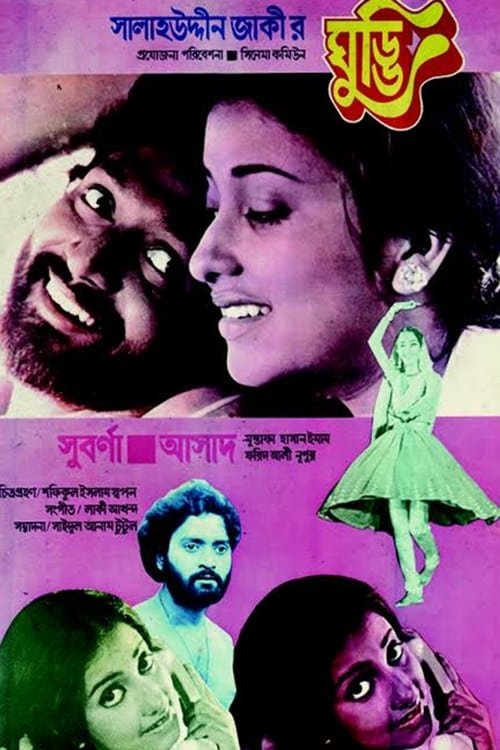 সালাহউদ্দীন জাকী র
ঘুড্ডি
প্রযোজনা পরিবেশনা ■ সিনেমা কমিউন
সুবর্ণা ■ আসাদ
মুস্তাফা হাসান ইমাম
ফরিদ আলী নুপুর
চিত্রগ্রহণ/শফিকুল ইসলাম স্বপন
সংগীত/লাকী আখন্দ
সম্পাদনা/সাইদুল আনাম টুটুল